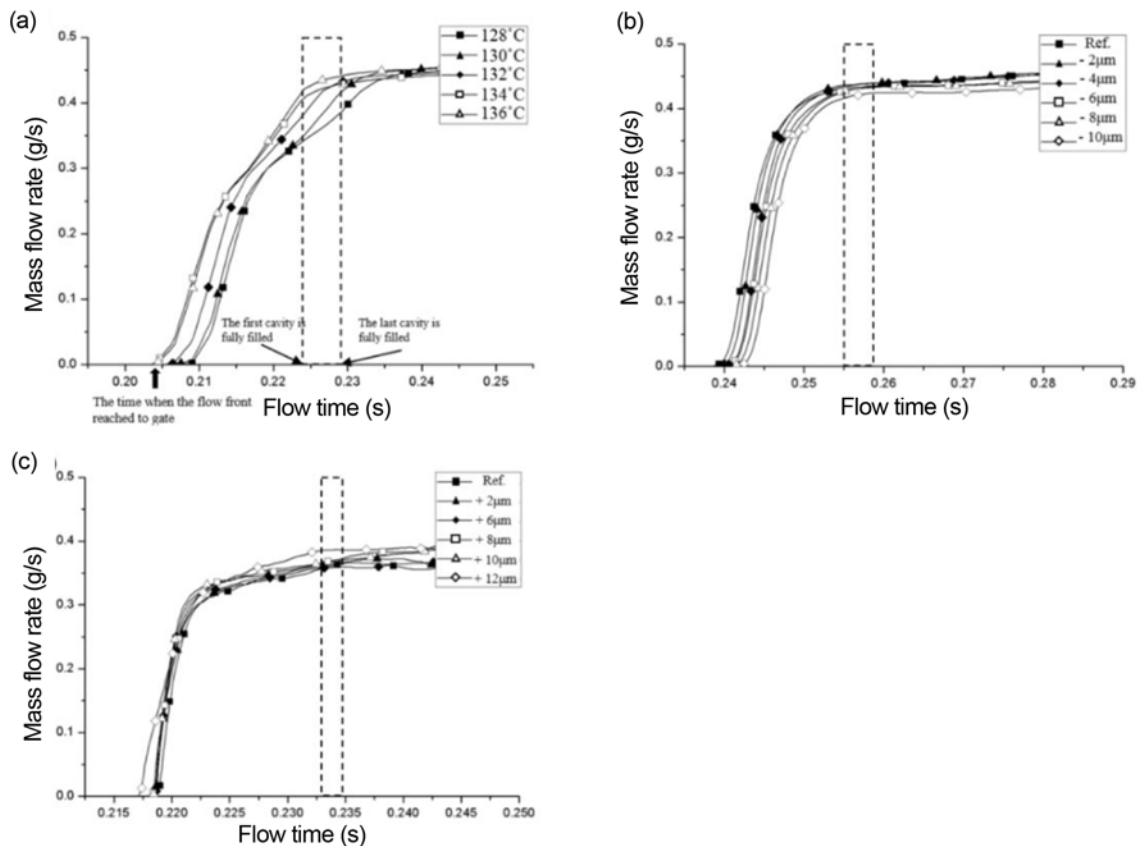 (a)
Mass flow rate (g/s)
0.5
0.4
0.3
0.2
0.1
0.0
128˚C
130˚C
132˚C
134˚C
136˚C
The first cavity is
fully filled
The last cavity is
fully filled
0.20 0.21 0.22 0.23 0.24 0.25
The time when the flow front
reached to gate
Flow time (s)
(b)
Mass flow rate (g/s)
0.5
0.4
0.3
0.2
0.1
0.0
Ref.
- 2μm
- 4μm
- 6μm
- 8μm
- 10μm
0.24 0.25 0.26 0.27 0.28 0.29
Flow time (s)
(c)
Mass flow rate (g/s)
0.5
0.4
0.3
0.2
0.1
0.0
Ref.
+ 2μm
+ 6μm
+ 8μm
+ 10μm
+ 12μm
0.215 0.220 0.225 0.230 0.235 0.240 0.245 0.250
Flow time (s)